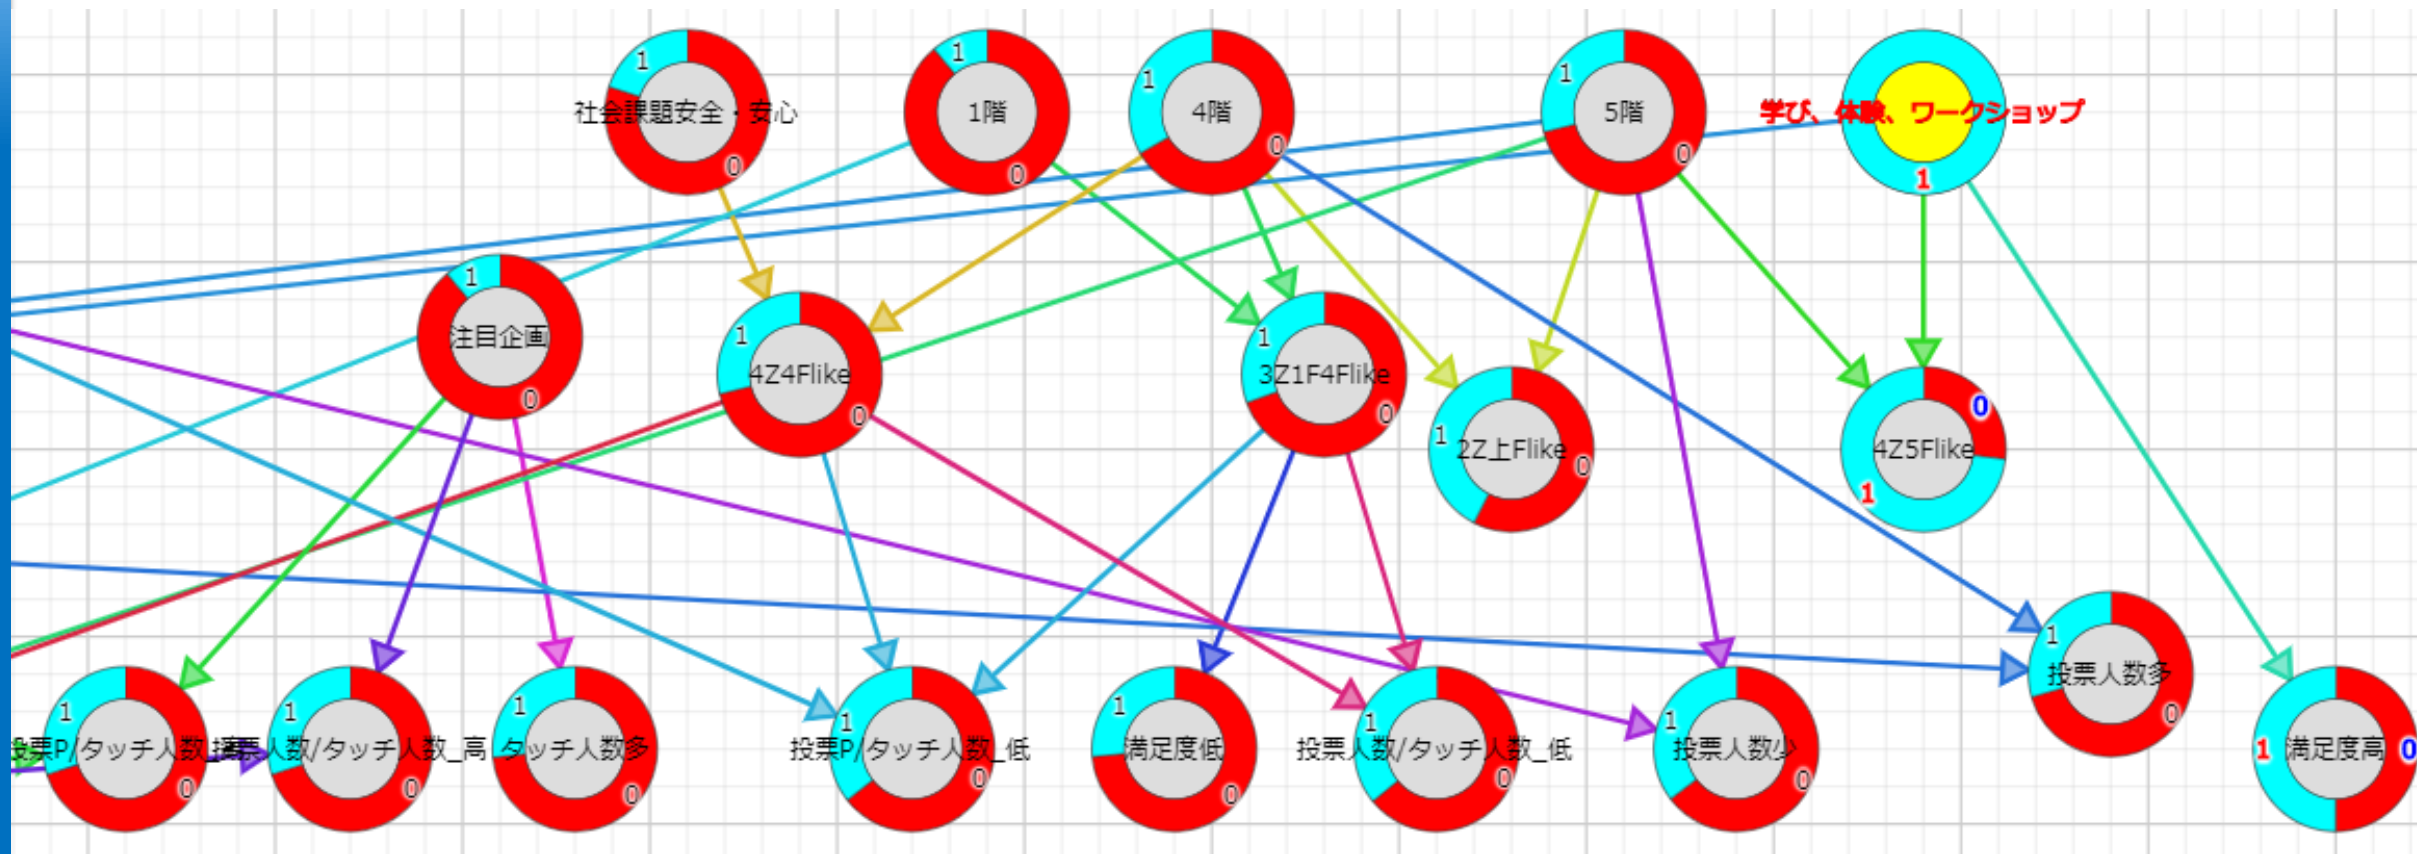 1
0
社会課題安全・安心
1
0
1階
1
0
4階
1
0
5階
1
学び、体験、ワークショップ
1
0
注目企画
1
0
4Z4Flike
1
0
3Z1F4Flike
1
0
2Z上Flike
1
0
4Z5Flike
1
0
投票人数多
1
0
投票P/タッチ人数_高
1
0
投票人数/タッチ人数_高
1
0
タッチ人数多
1
0
投票P/タッチ人数_低
1
0
満足度低
1
0
投票人数/タッチ人数_低
1
0
投票人数少
1
0
満足度高